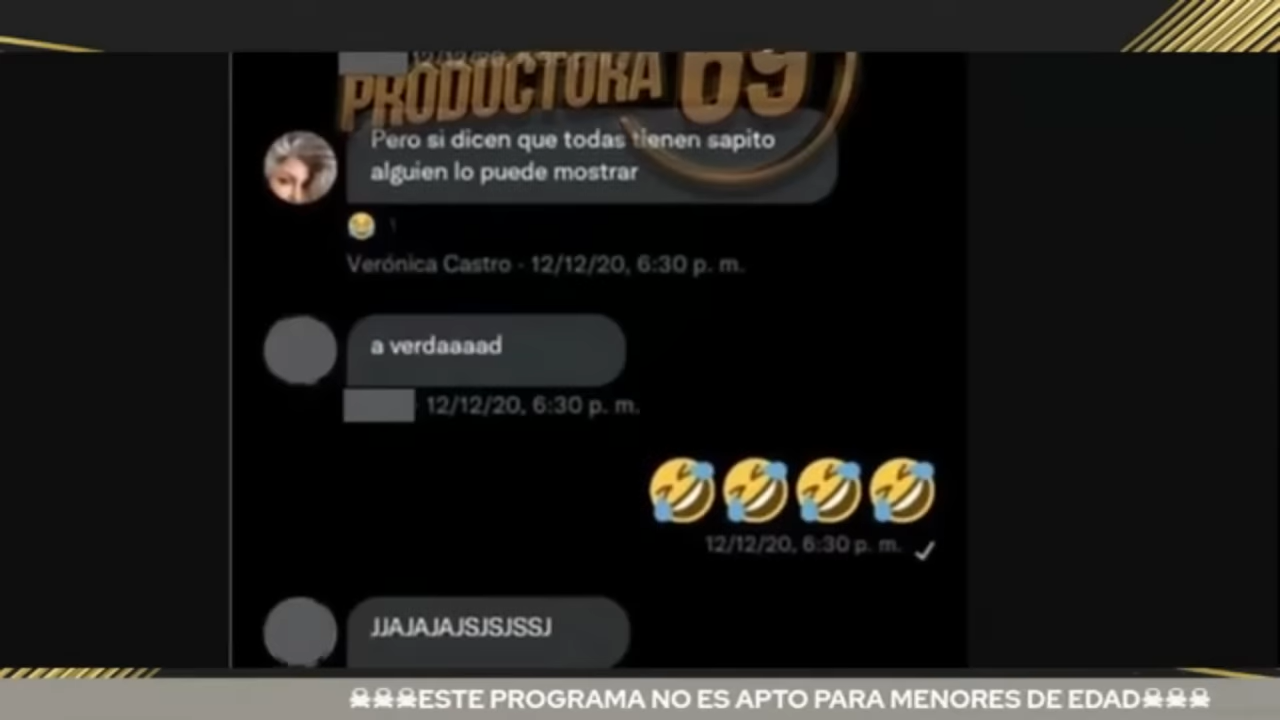 PRODUCTORA 69
Pero si dicen que todas tienen sapito
alguien lo puede mostrar
Verónica Castro · 12/12/20, 6:30 p. m.
a verdaaaad
12/12/20, 6:30 p. m.
12/12/20, 6:30 p. m.
JJAJAJAJSJSJSSJ
☠☠☠ESTE PROGRAMA NO ES APTO PARA MENORES DE EDAD☠☠☠